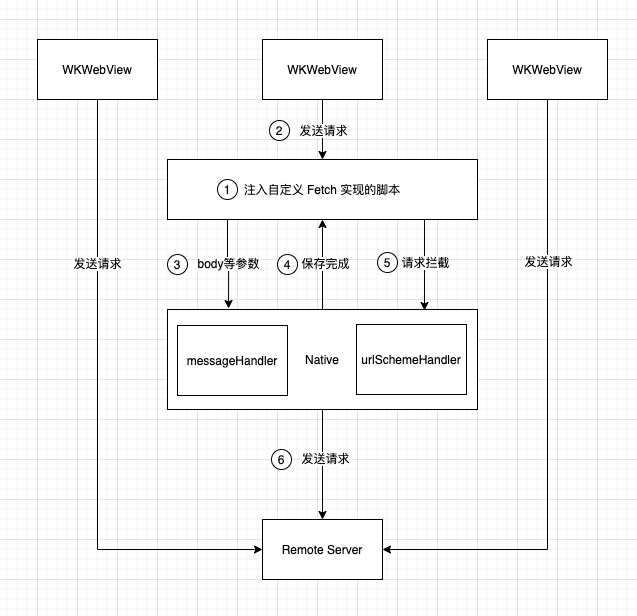 WKWebView
WKWebView
WKWebView
2 发送请求
1 注入自定义 Fetch 实现的脚本
发送请求
3 body等参数
4 保存完成
5 请求拦截
发送请求
messageHandler
Native
urlSchemeHandler
6 发送请求
Remote Server